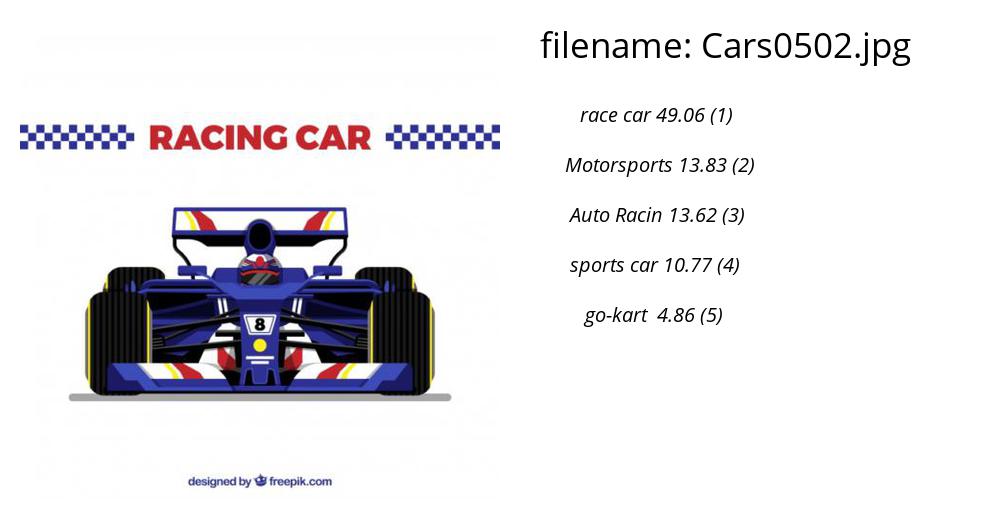 filename: Cars0502.jpg
race car 49.06 (1)
RACING CAR
Motorsports 13.83 (2)
Auto Racin 13.62 (3)
sports car 10.77 (4)
go-kart 4.86 (5)
8
designed by freepik.com